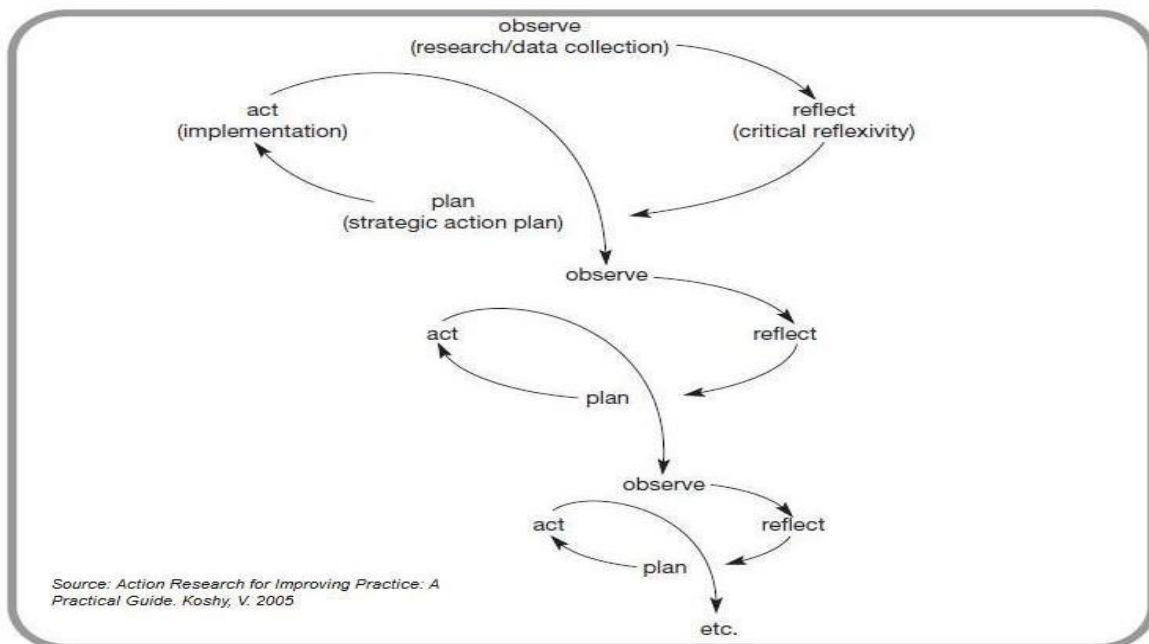 observe
(research/data collection)
act
(implementation)
reflect
(critical reflexivity)
plan
(strategic action plan)
observe
act
reflect
plan
observe
act
reflect
plan
Source: Action Research for Improving Practice: A
Practical Guide. Koshy, V. 2005
etc.